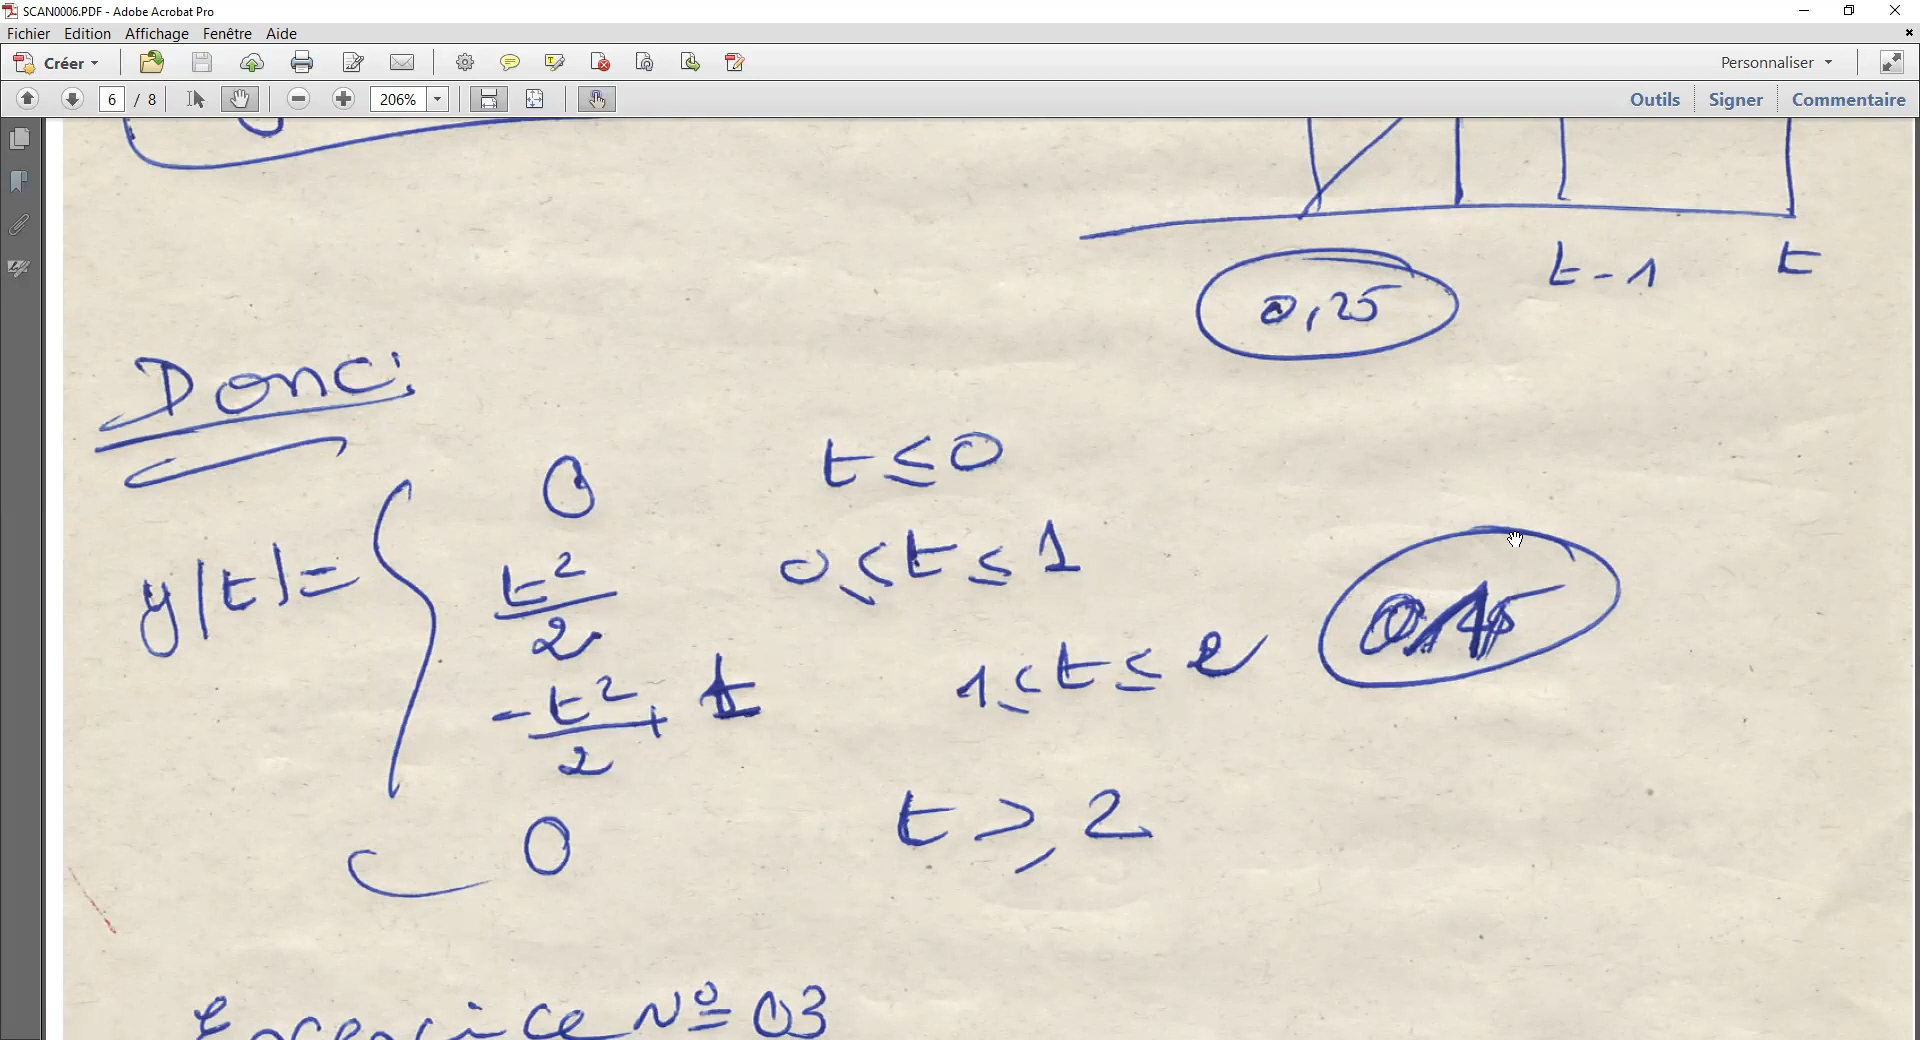 SCAN0006.PDF - Adobe Acrobat Pro
Fichier Edition Affichage Fenêtre Aide
Créer
Personnaliser
6 / 8
206%
Outils Signer Commentaire
t-1 t
0,25
Donc:
y(t)=
0 t≤0
t²/2 0≤t≤1
-t²/2 + t 1≤t≤2
0 t≥2
Exercice N° 03